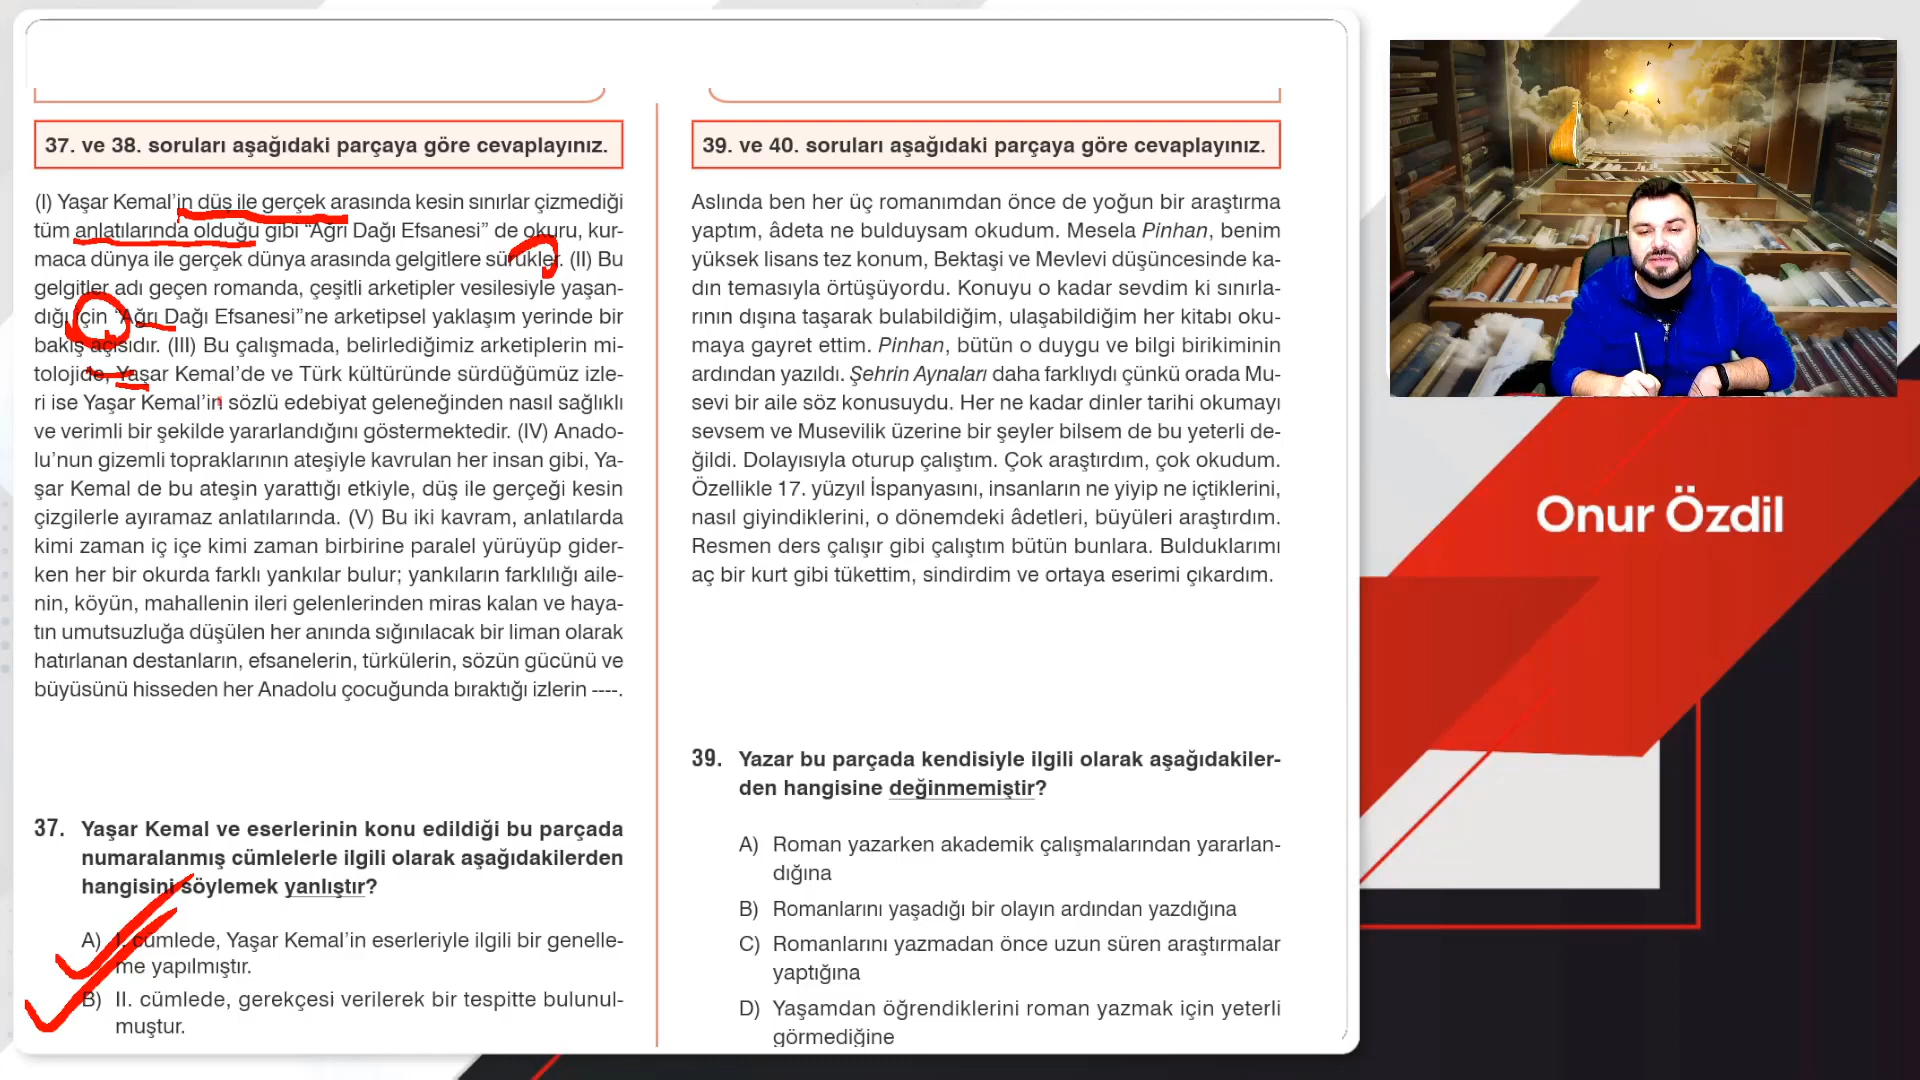 37. ve 38. soruları aşağıdaki parçaya göre cevaplayınız.
(I) Yaşar Kemal'in düş ile gerçek arasında kesin sınırlar çizmediği
tüm anlatılarında olduğu gibi “Ağrı Dağı Efsanesi” de okuru, kur-
maca dünya ile gerçek dünya arasında gelgitlere sürükler. (II) Bu
gelgitler adı geçen romanda, çeşitli arketipler vesilesiyle yaşan-
dığı için “Ağrı Dağı Efsanesi”ne arketipsel yaklaşım yerinde bir
bakış açısıdır. (III) Bu çalışmada, belirlediğimiz arketiplerin mi-
tolojide, Yaşar Kemal'de ve Türk kültüründe sürdüğümüz izle-
ri ise Yaşar Kemal'in sözlü edebiyat geleneğinden nasıl sağlıklı
ve verimli bir şekilde yararlandığını göstermektedir. (IV) Anado-
lu'nun gizemli topraklarının ateşiyle kavrulan her insan gibi, Ya-
şar Kemal de bu ateşin yarattığı etkiyle, düş ile gerçeği kesin
çizgilerle ayıramaz anlatılarında. (V) Bu iki kavram, anlatılarda
kimi zaman iç içe kimi zaman birbirine paralel yürüyüp gider-
ken her bir okurda farklı yankılar bulur; yankıların farklılığı aile-
nin, köyün, mahallenin ileri gelenlerinden miras kalan ve haya-
tın umutsuzluğa düşülen her anında sığınılacak bir liman olarak
hatırlanan destanların, efsanelerin, türkülerin, sözün gücünü ve
büyüsünü hisseden her Anadolu çocuğunda bıraktığı izlerin ----.
37. Yaşar Kemal ve eserlerinin konu edildiği bu parçada
numaralanmış cümlelerle ilgili olarak aşağıdakilerden
hangisini söylemek yanlıştır?
A) I. cümlede, Yaşar Kemal'in eserleriyle ilgili bir genelle-
me yapılmıştır.
B) II. cümlede, gerekçesi verilerek bir tespitte bulunul-
muştur.
39. ve 40. soruları aşağıdaki parçaya göre cevaplayınız.
Aslında ben her üç romanımdan önce de yoğun bir araştırma
yaptım, âdeta ne bulduysam okudum. Mesela Pinhan, benim
yüksek lisans tez konum, Bektaşi ve Mevlevi düşüncesinde ka-
dın temasıyla örtüşüyordu. Konuyu o kadar sevdim ki sınırla-
rının dışına taşarak bulabildiğim, ulaşabildiğim her kitabı oku-
maya gayret ettim. Pinhan, bütün o duygu ve bilgi birikiminin
ardından yazıldı. Şehrin Aynaları daha farklıydı çünkü orada Mu-
sevi bir aile söz konusuydu. Her ne kadar dinler tarihi okumayı
sevsem ve Musevilik üzerine bir şeyler bilsem de bu yeterli de-
ğildi. Dolayısıyla oturup çalıştım. Çok araştırdım, çok okudum.
Özellikle 17. yüzyıl İspanyasını, insanların ne yiyip ne içtiklerini,
nasıl giyindiklerini, o dönemdeki âdetleri, büyüleri araştırdım.
Resmen ders çalışır gibi çalıştım bütün bunlara. Bulduklarımı
aç bir kurt gibi tükettim, sindirdim ve ortaya eserimi çıkardım.
39. Yazar bu parçada kendisiyle ilgili olarak aşağıdakiler-
den hangisine değinmemiştir?
A) Roman yazarken akademik çalışmalarından yararlan-
dığına
B) Romanlarını yaşadığı bir olayın ardından yazdığına
C) Romanlarını yazmadan önce uzun süren araştırmalar
yaptığına
D) Yaşamdan öğrendiklerini roman yazmak için yeterli
görmediğine
Onur Özdil